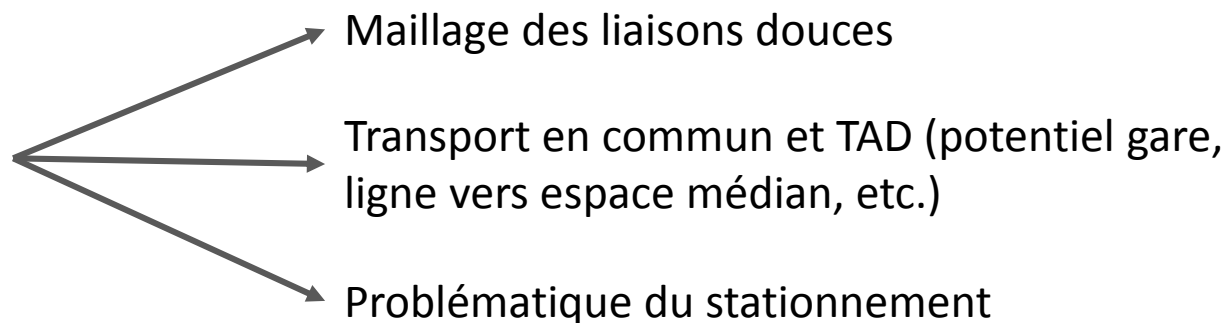 Maillage des liaisons douces
Transport en commun et TAD (potentiel gare,
ligne vers espace médian, etc.)
Problématique du stationnement